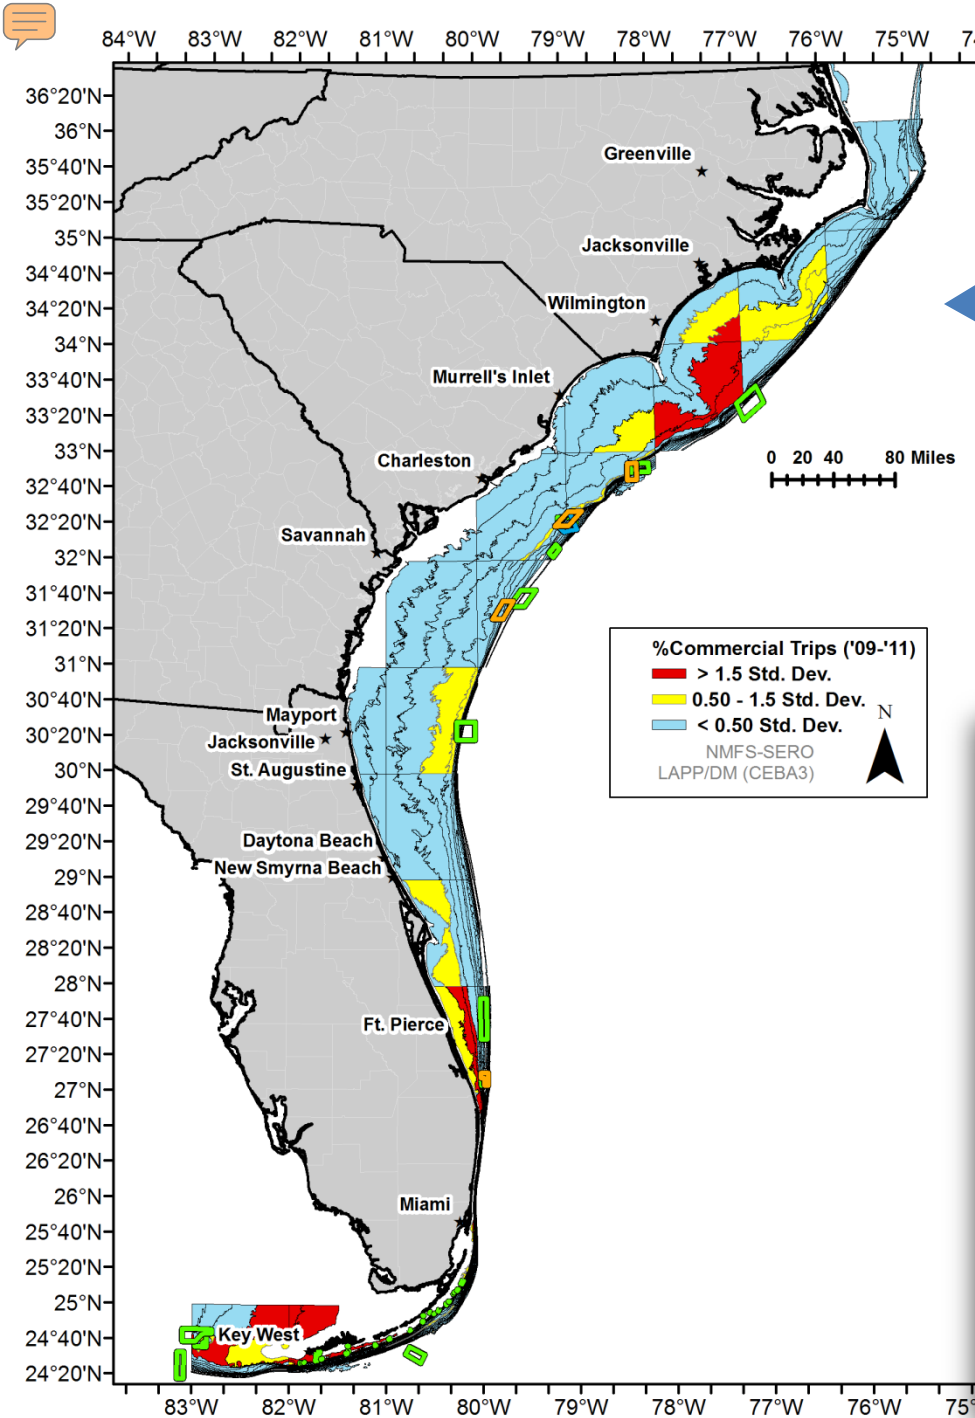 84°W 83°W 82°W 81°W 80°W 79°W 78°W 77°W 76°W 75°W 7
36°20'N
36°N
Greenville
35°40'N
35°20'N
35°N
Jacksonville
34°40'N
34°20'N
Wilmington
34°N
33°40'N
Murrell's Inlet
33°20'N
33°N
Charleston
0 20 40 80 Miles
32°40'N
32°20'N
Savannah
32°N
31°40'N
31°20'N
%Commercial Trips ('09-'11)
31°N
> 1.5 Std. Dev.
30°40'N
0.50 - 1.5 Std. Dev.
Mayport
N
< 0.50 Std. Dev.
30°20'N
Jacksonville
NMFS-SERO
30°N
St. Augustine
LAPP/DM (CEBA3)
29°40'N
29°20'N
Daytona Beach
New Smyrna Beach
29°N
28°40'N
28°20'N
28°N
27°40'N
Ft. Pierce
27°20'N
27°N
26°40'N
26°20'N
26°N
Miami
25°40'N
25°20'N
25°N
24°40'N
Key West
24°20'N
83°W 82°W 81°W 80°W 79°W 78°W 77°W 76°W 75°